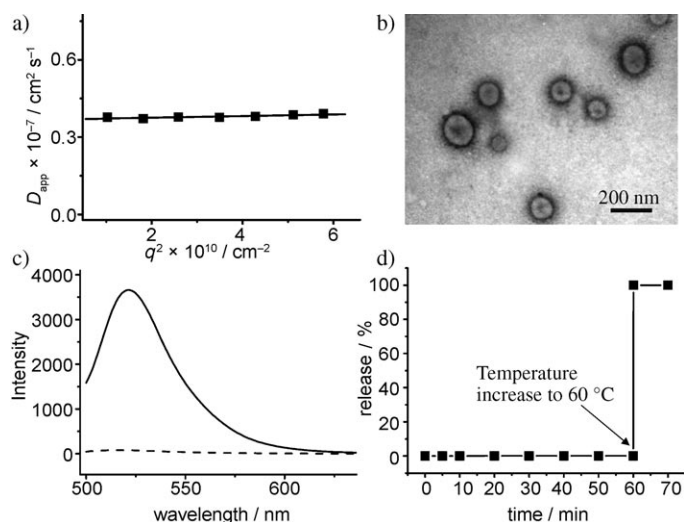 a)
0.6
0.3
0.0
D_app × 10⁻⁷ / cm² s⁻¹
2
4
6
q² × 10¹⁰ / cm⁻²
b)
200 nm
c)
4000
3000
2000
1000
0
Intensity
500
550
600
wavelength / nm
d)
100
80
60
40
20
0
release / %
Temperature
increase to 60 °C
0 10 20 30 40 50 60 70
time / min